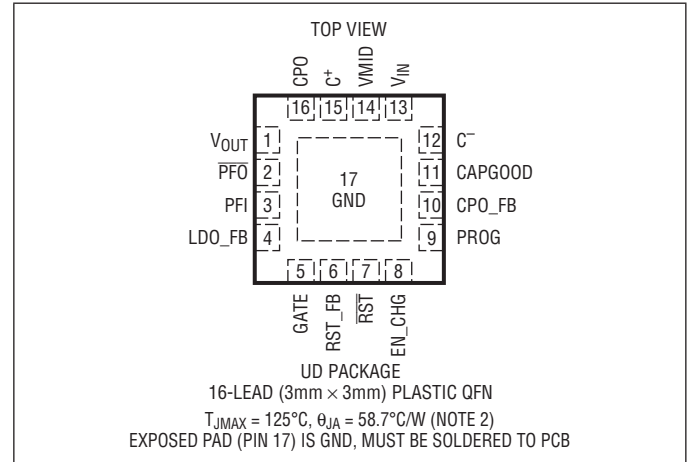 TOP VIEW
CPO
C+
VMID
VIN
16 15 14 13
VOUT 1
PFO 2
PFI 3
LDO_FB 4
17
GND
12 C–
11 CAPGOOD
10 CPO_FB
9 PROG
5 6 7 8
GATE
RST_FB
RST
EN_CHG
UD PACKAGE
16-LEAD (3mm × 3mm) PLASTIC QFN
TJMAX = 125°C, θJA = 58.7°C/W (NOTE 2)
EXPOSED PAD (PIN 17) IS GND, MUST BE SOLDERED TO PCB